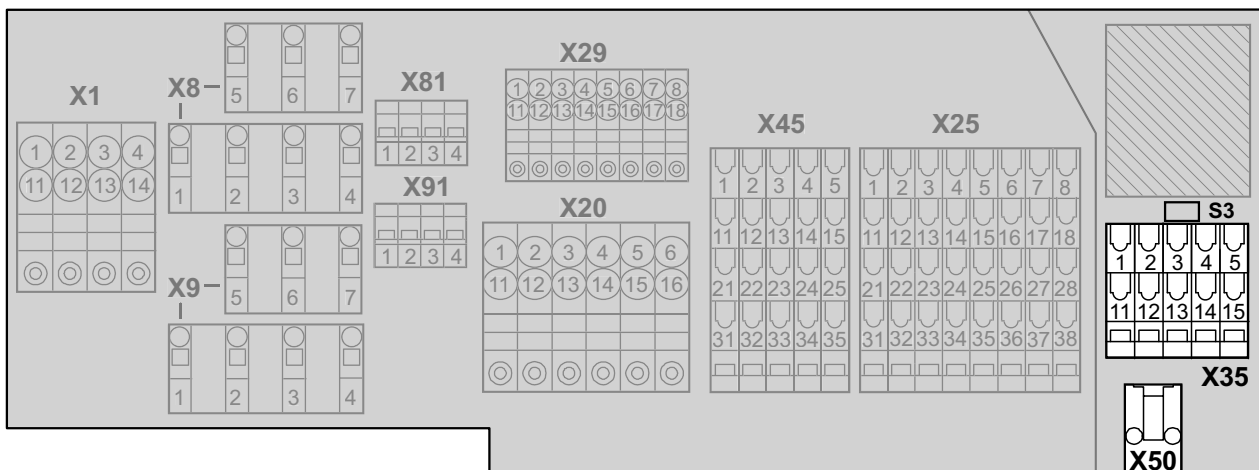 X1
1 2 3 4
11 12 13 14
X8
5 6 7
1 2 3 4
X9
5 6 7
1 2 3 4
X81
1 2 3 4
X91
1 2 3 4
X29
1 2 3 4 5 6 7 8
11 12 13 14 15 16 17 18
X20
1 2 3 4 5 6
11 12 13 14 15 16
X45
1 2 3 4 5
11 12 13 14 15
21 22 23 24 25
31 32 33 34 35
X25
1 2 3 4 5 6 7 8
11 12 13 14 15 16 17 18
21 22 23 24 25 26 27 28
31 32 33 34 35 36 37 38
S3
1 2 3 4 5
11 12 13 14 15
X35
X50